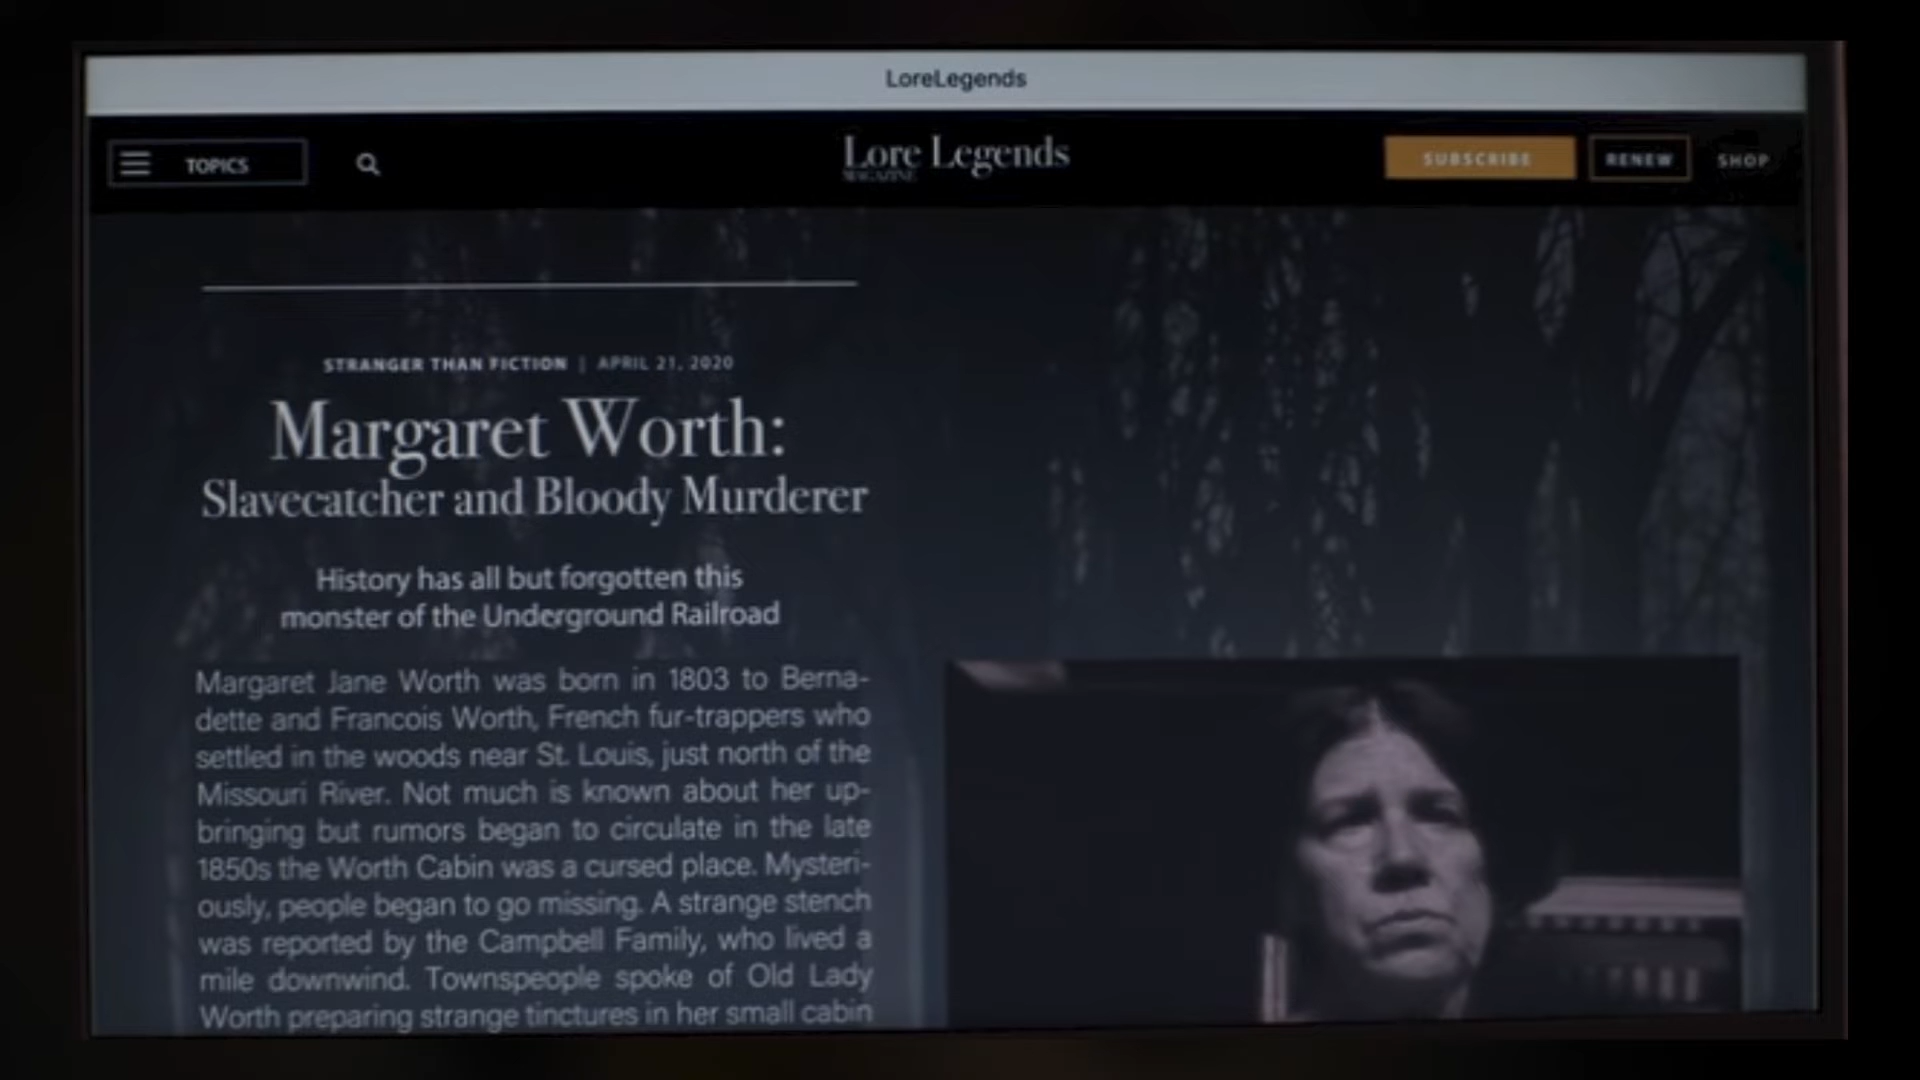 LoreLegends
TOPICS
Lore Legends
MAGAZINE
SUBSCRIBE
RENEW
SHOP
STRANGER THAN FICTION | APRIL 21, 2020
Margaret Worth:
Slavecatcher and Bloody Murderer
History has all but forgotten this
monster of the Underground Railroad
Margaret Jane Worth was born in 1803 to Berna-
dette and Francois Worth, French fur-trappers who
settled in the woods near St. Louis, just north of the
Missouri River. Not much is known about her up-
bringing but rumors began to circulate in the late
1850s the Worth Cabin was a cursed place. Mysteri-
ously, people began to go missing. A strange stench
was reported by the Campbell Family, who lived a
mile downwind. Townspeople spoke of Old Lady
Worth preparing strange tinctures in her small cabin